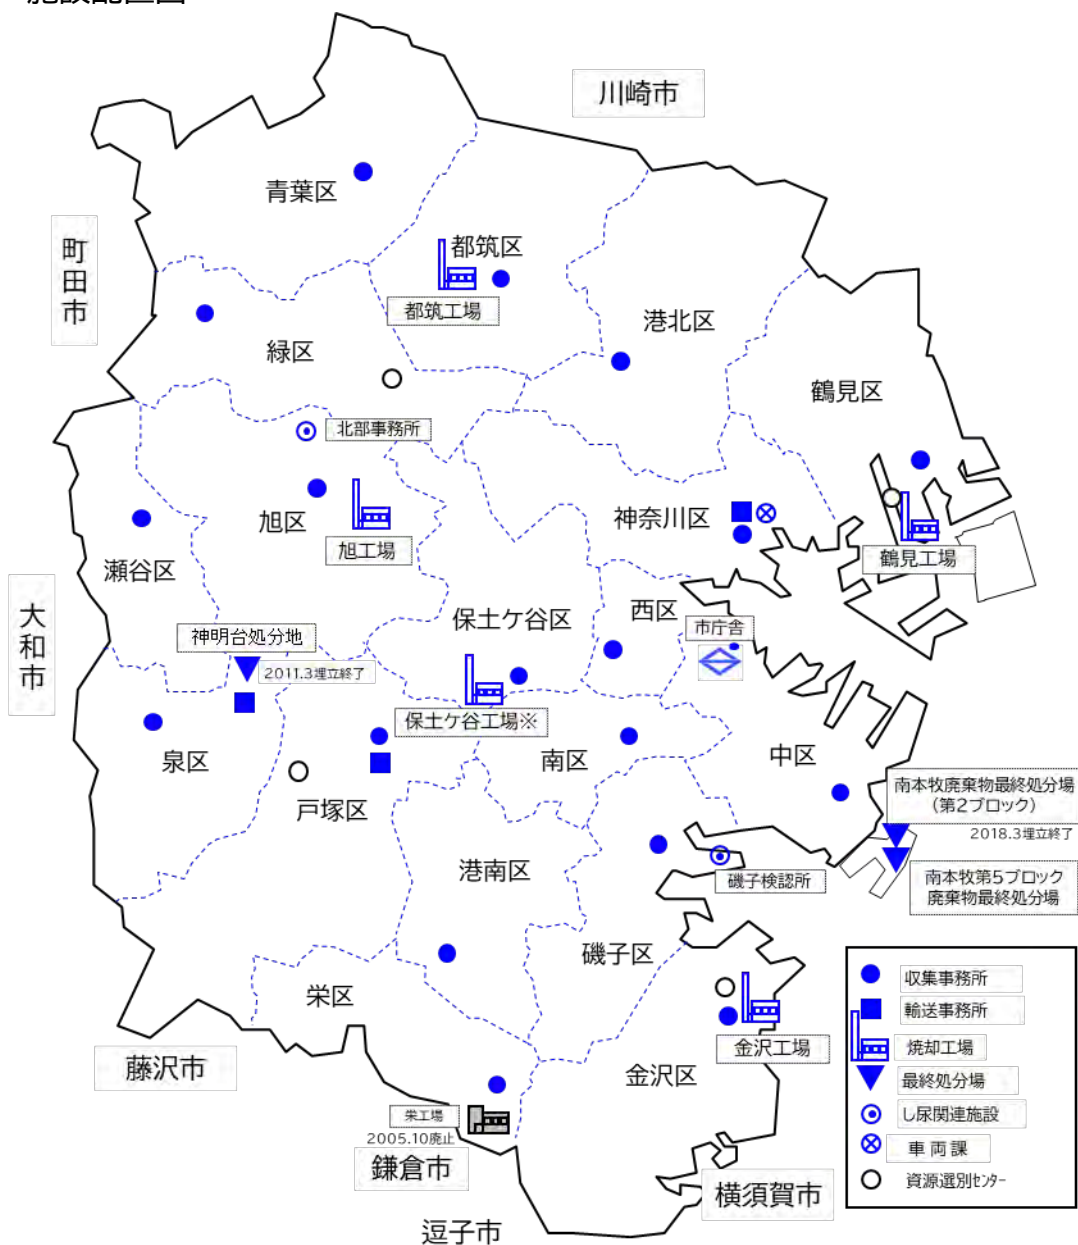 施設配置図
川崎市
青葉区
町田市
都筑区
都筑工場
港北区
緑区
鶴見区
北部事務所
旭区
神奈川区
旭工場
鶴見工場
瀬谷区
大和市
西区
保土ケ谷区
市庁舎
神明台処分地
2011.3埋立終了
保土ケ谷工場※
泉区
南区
中区
南本牧廃棄物最終処分場
(第2ブロック)
2018.3埋立終了
戸塚区
港南区
磯子検認所
南本牧第5ブロック
廃棄物最終処分場
磯子区
栄区
金沢工場
藤沢市
金沢区
栄工場
2005.10廃止
鎌倉市
横須賀市
逗子市
収集事務所
輸送事務所
焼却工場
最終処分場
し尿関連施設
車両課
資源選別センター